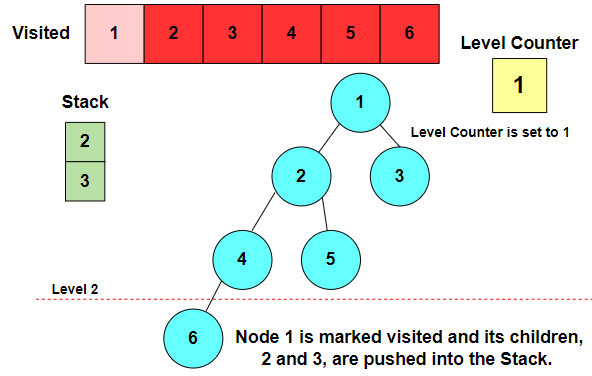 Visited 1 2 3 4 5 6
Level Counter
1
Level Counter is set to 1
Stack
2
3
1
2 3
4 5
Level 2
6
Node 1 is marked visited and its children,
2 and 3, are pushed into the Stack.